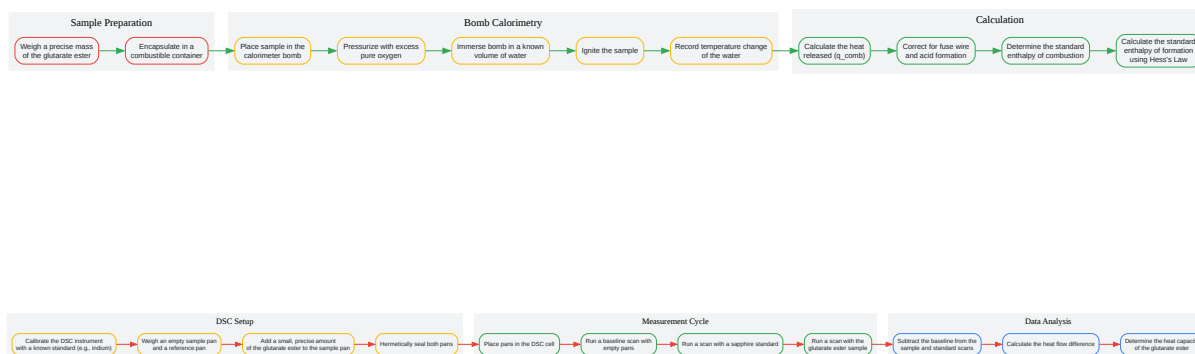 Sample Preparation
Weigh a precise mass
of the glutarate ester
Encapsulate in a
combustible container
Bomb Calorimetry
Place sample in the
calorimeter bomb
Pressurize with excess
pure oxygen
Immerse bomb in a known
volume of water
Ignite the sample
Record temperature change
of the water
Calculation
Calculate the heat
released (q_comb)
Correct for fuse wire
and acid formation
Determine the standard
enthalpy of combustion
Calculate the standard
enthalpy of formation
using Hess's Law
DSC Setup
Calibrate the DSC instrument
with a known standard (e.g., indium)
Weigh an empty sample pan
and a reference pan
Add a small, precise amount
of the glutarate ester to the sample pan
Hermetically seal both pans
Measurement Cycle
Place pans in the DSC cell
Run a baseline scan with
empty pans
Run a scan with a sapphire standard
Run a scan with the
glutarate ester sample
Data Analysis
Subtract the baseline from the
sample and standard scans
Calculate the heat flow difference
Determine the heat capacity
of the glutarate ester